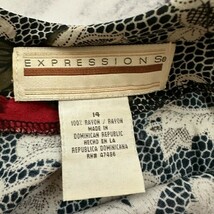 EXPRESSIONS®
14
100% RAYON / RAYON
MADE IN
DOMINICAN REPUBLIC
HECHO EN LA
REPUBLICA DOMINICANA
RN# 47486